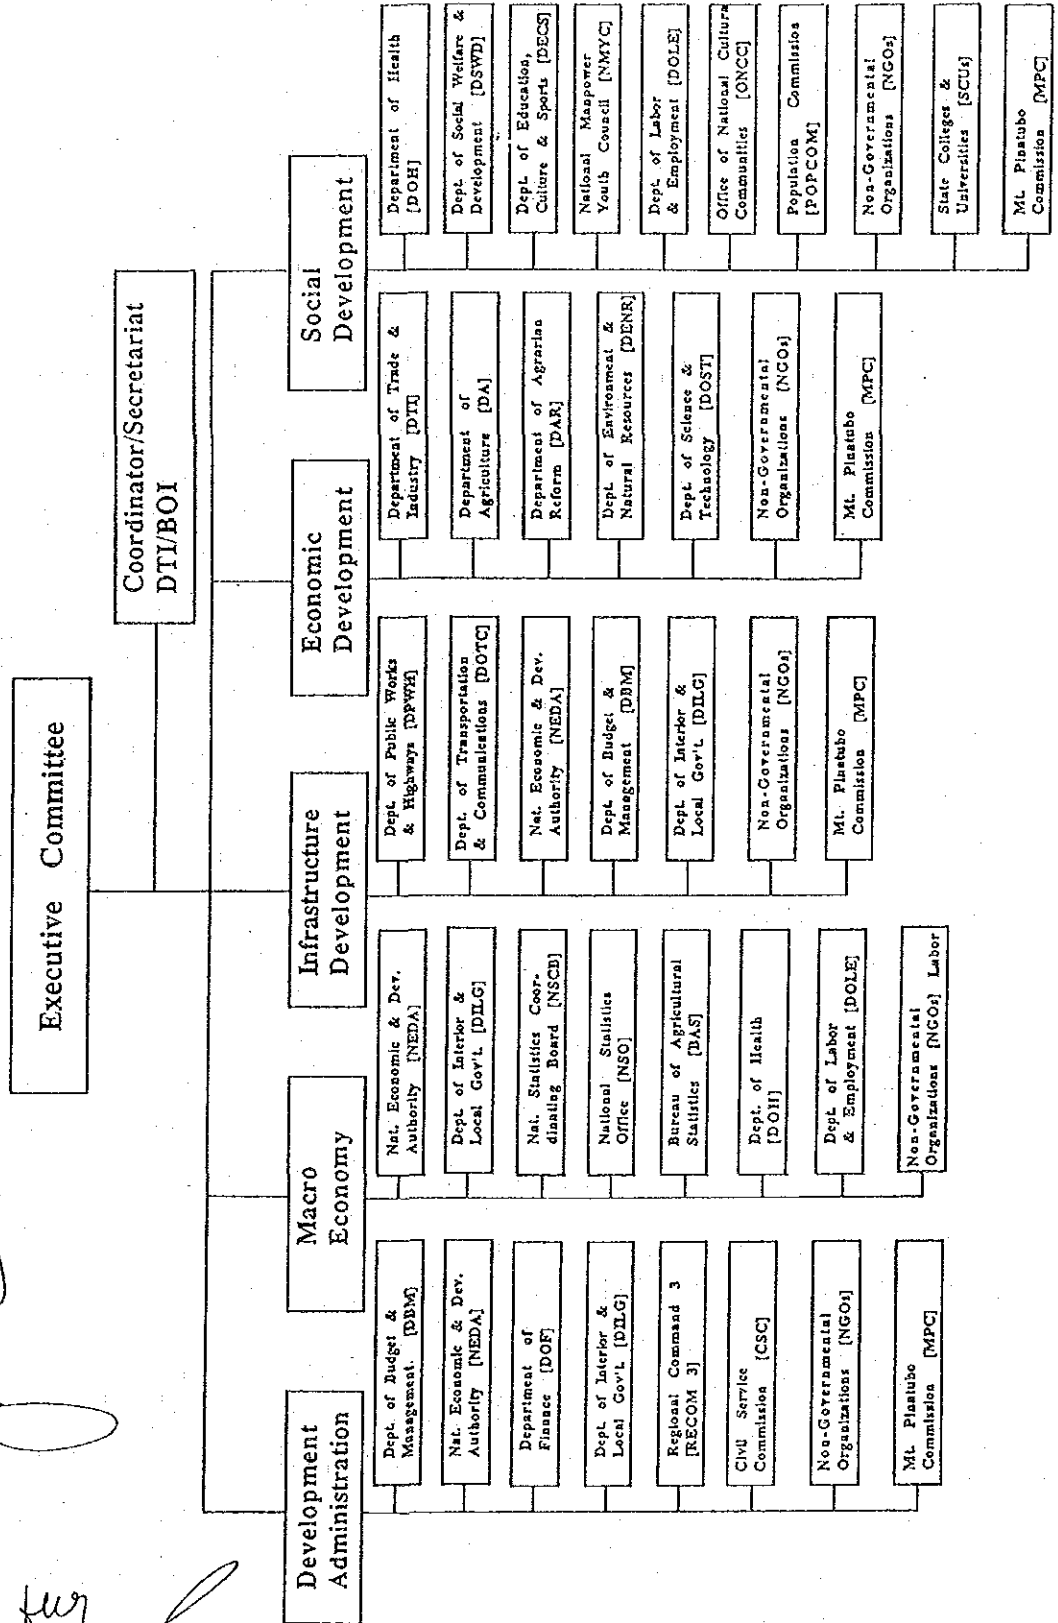 Executive Committee
Coordinator/Secretariat
DTI/BOI
Development
Administration
Dept. of Budget &
Management [DBM]
Nat. Economic & Dev.
Authority [NEDA]
Department of
Finance [DOF]
Dept. of Interior &
Local Gov't. [DILG]
Regional Command 3
[RECOM 3]
Civil Service
Commission [CSC]
Non-Governmental
Organizations [NGOs]
Mt. Pinatubo
Commission [MPC]
Macro
Economy
Nat. Economic & Dev.
Authority [NEDA]
Dept. of Interior &
Local Gov't. [DILG]
Nat. Statistics Coor-
dinating Board [NSCB]
National Statistics
Office [NSO]
Bureau of Agricultural
Statistics [BAS]
Dept. of Health
[DOH]
Dept. of Labor
& Employment [DOLE]
Non-Governmental
Organizations [NGOs] Labor
Infrastructure
Development
Dept. of Public Works
& Highways [DPWH]
Dept. of Transportation
& Communications [DOTC]
Nat. Economic & Dev.
Authority [NEDA]
Dept. of Budget &
Management [DBM]
Dept. of Interior &
Local Gov't. [DILG]
Non-Governmental
Organizations [NGOs]
Mt. Pinatubo
Commission [MPC]
Economic
Development
Department of Trade &
Industry [DTI]
Department of
Agriculture [DA]
Department of Agrarian
Reform [DAR]
Dept. of Environment &
Natural Resources [DENR]
Dept. of Science &
Technology [DOST]
Non-Governmental
Organizations [NGOs]
Mt. Pinatubo
Commission [MPC]
Social
Development
Department of Health
[DOH]
Dept. of Social Welfare &
Development [DSWD]
Dept. of Education,
Culture & Sports [DECS]
National Manpower
Youth Council [NMYC]
Dept. of Labor
& Employment [DOLE]
Office of National Cultura
Communities [ONCC]
Population Commission
[POPCOM]
Non-Governmental
Organizations [NGOs]
State Colleges &
Universities [SCUs]
Mt. Pinatubo
Commission [MPC]